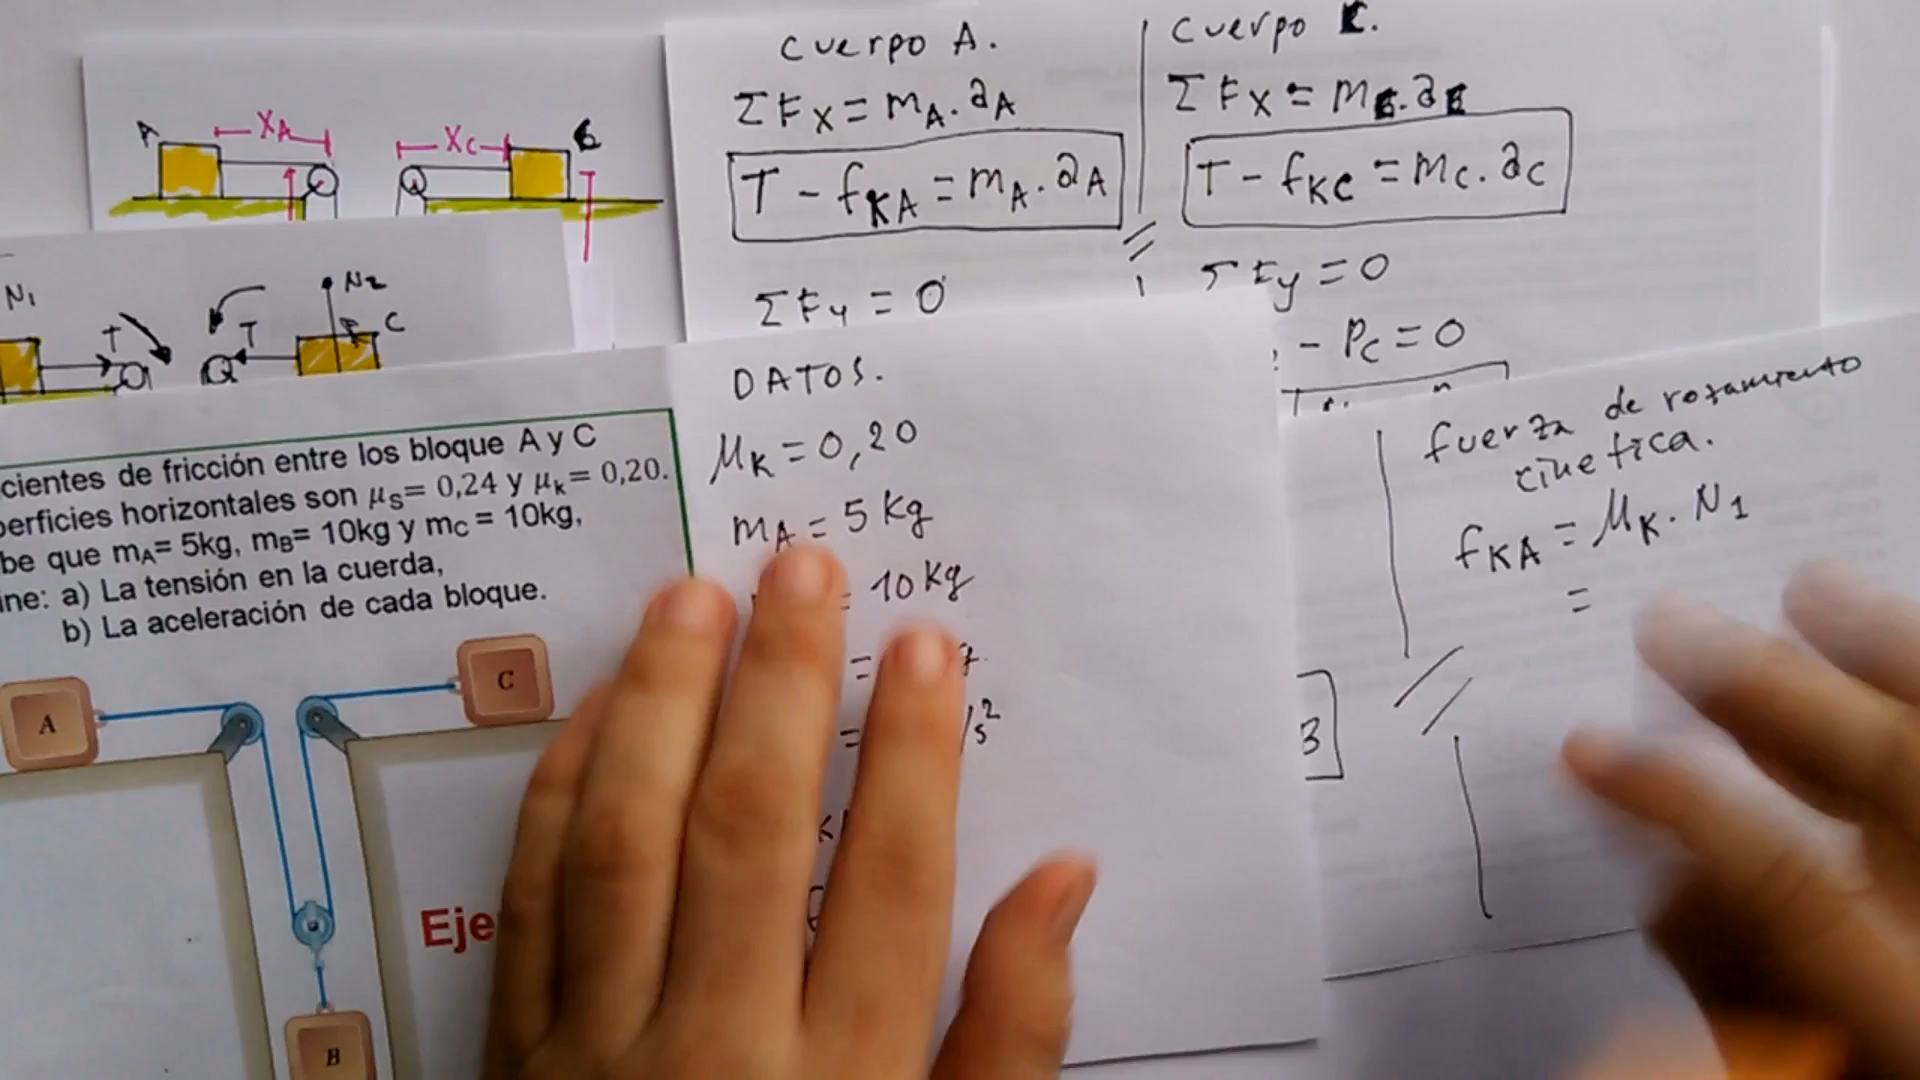 A
XA
XC
N1
T
T
N2
C
cientes de fricción entre los bloque A y C
erficies horizontales son μs= 0,24 y μk= 0,20.
be que mA= 5kg, mB= 10kg y mC = 10kg,
ine: a) La tensión en la cuerda,
b) La aceleración de cada bloque.
A
C
B
Eje
cuerpo A.
ΣFX = mA.aA
T - fKA = mA.aA
ΣFy = 0
cuerpo C.
ΣFX = m
T - fKC = mC.aC
ΣFy = 0
- PC = 0
DATOS.
μK = 0,20
mA = 5 Kg
= 10 Kg
=
= /s²
fuerza de rozamiento
cinetica.
fKA = μK. N1
=
3